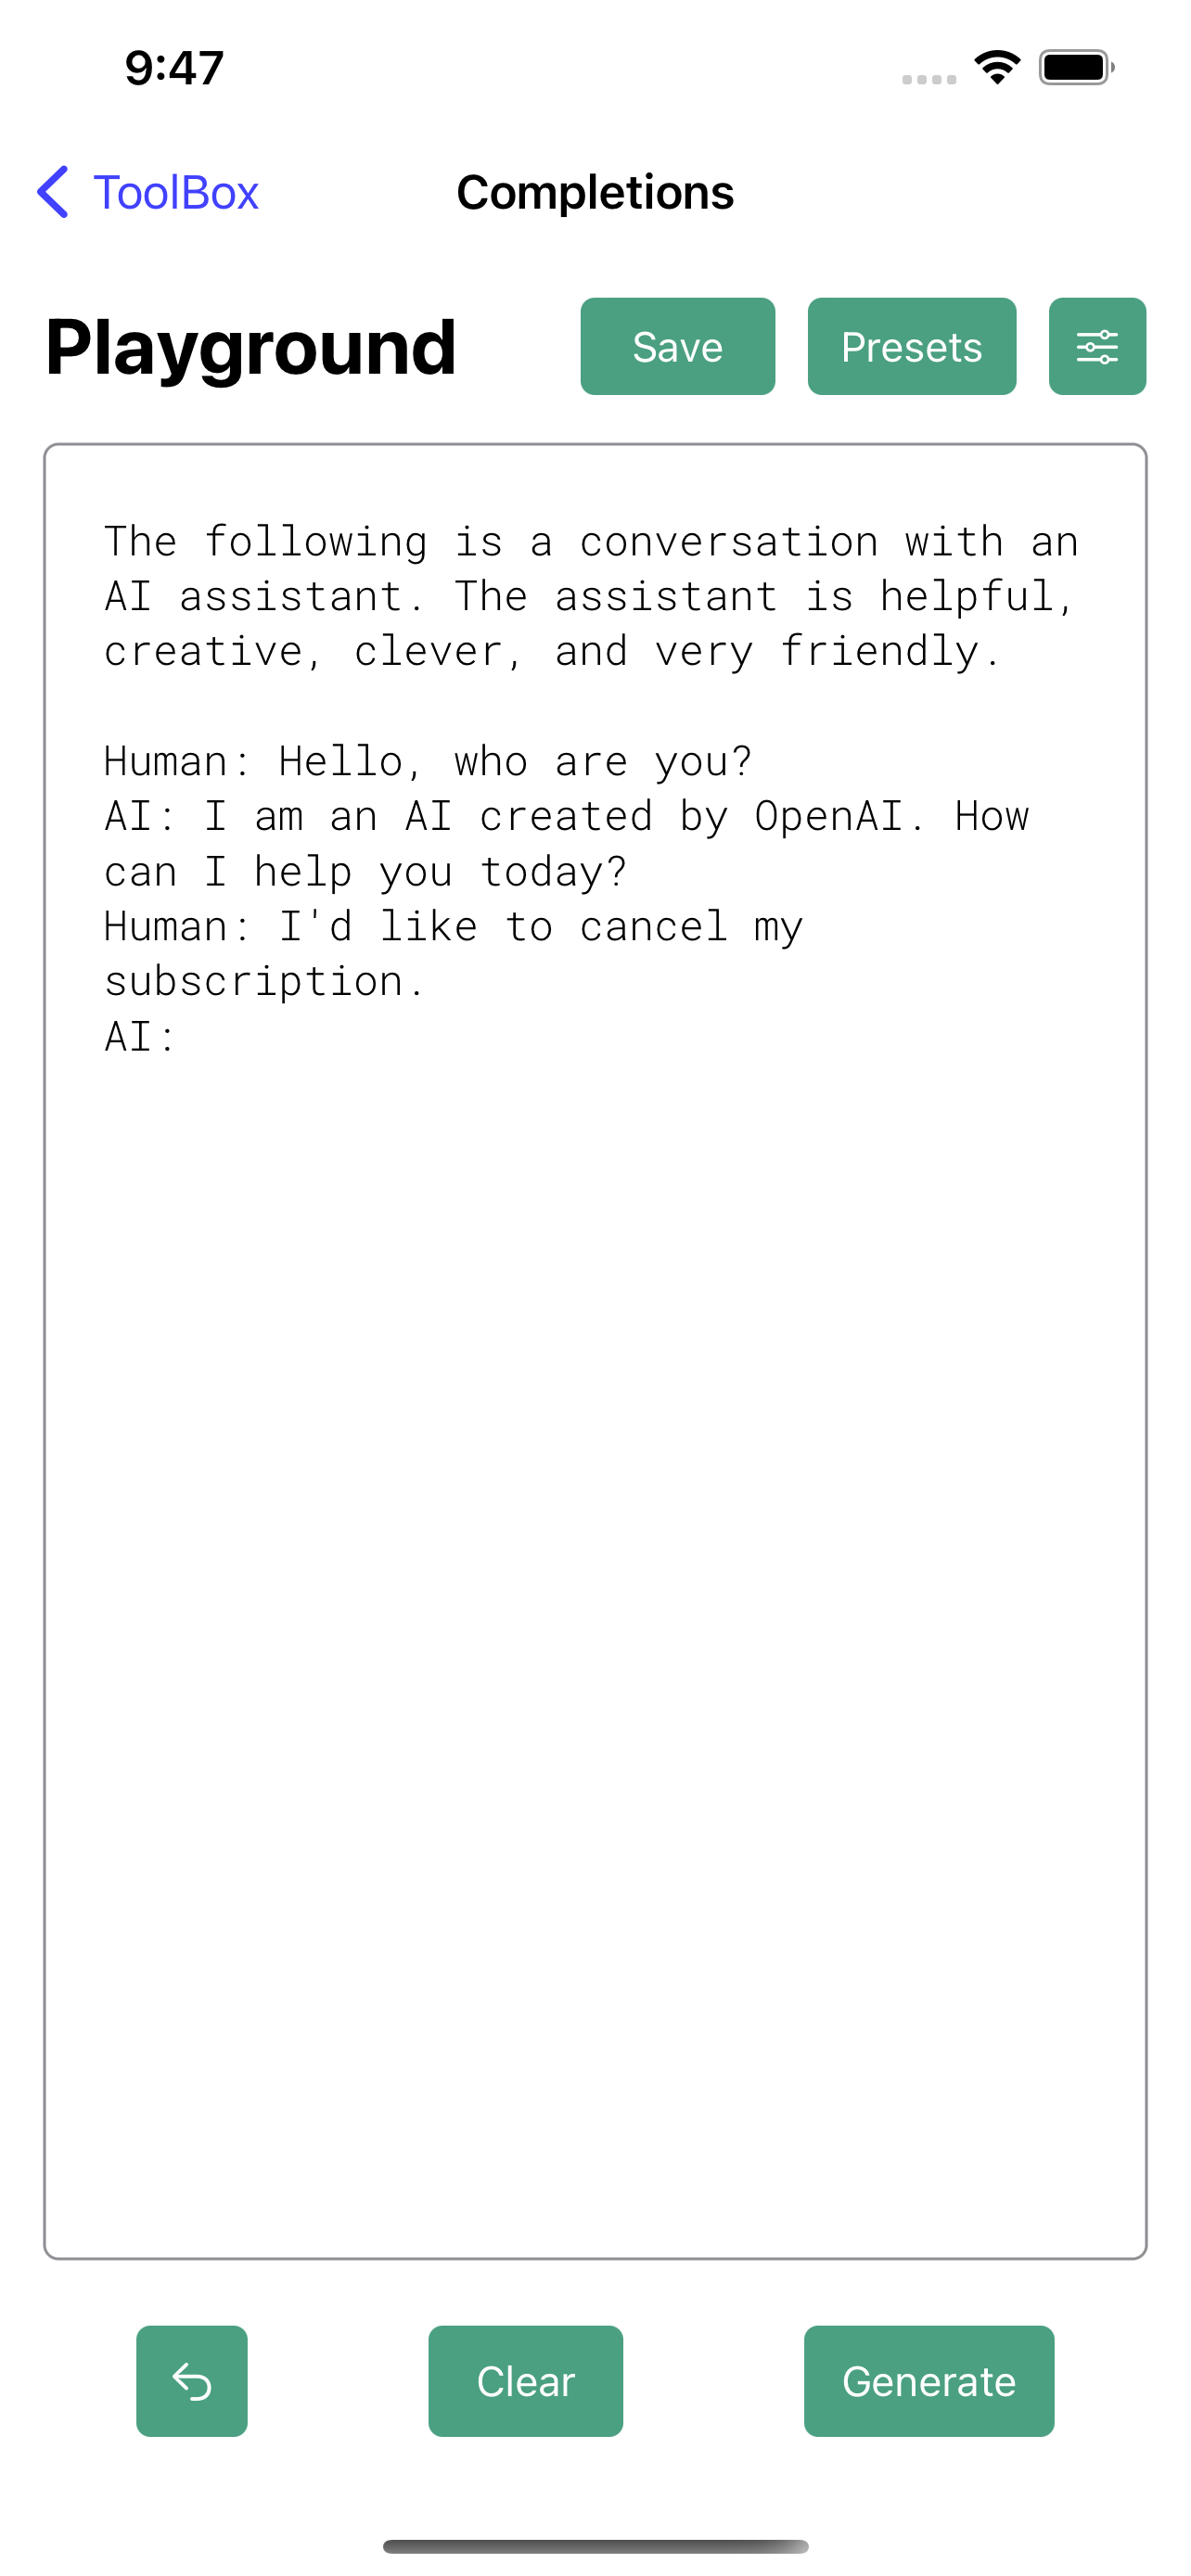 9:47
ToolBox
Completions
Playground
Save
Presets
The following is a conversation with an
AI assistant. The assistant is helpful,
creative, clever, and very friendly.
Human: Hello, who are you?
AI: I am an AI created by OpenAI. How
can I help you today?
Human: I'd like to cancel my
subscription.
AI:
Clear
Generate